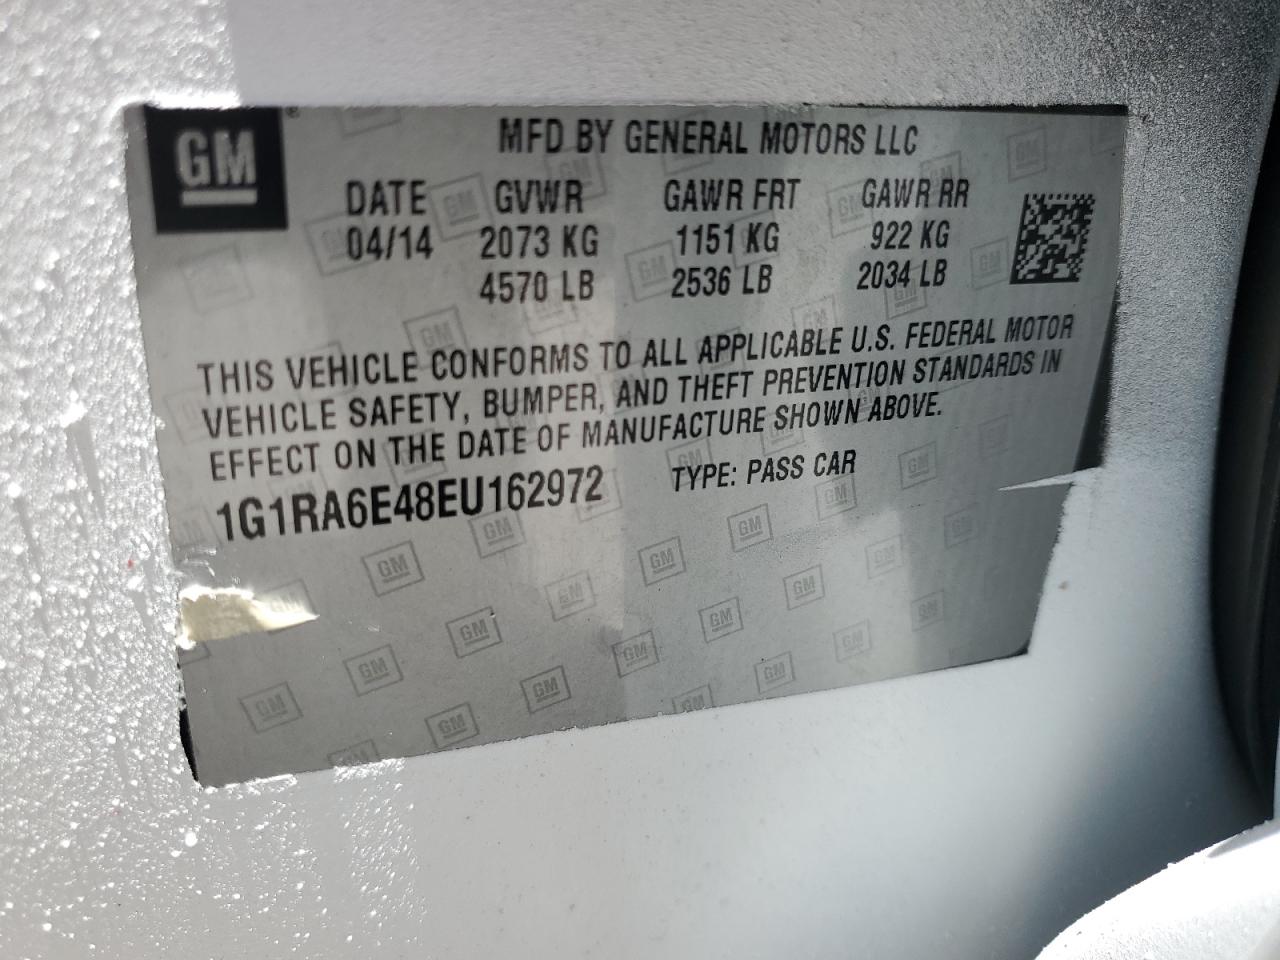 GM
MFD BY GENERAL MOTORS LLC
DATE GVWR GAWR FRT GAWR RR
04/14 2073 KG 1151 KG 922 KG
4570 LB 2536 LB 2034 LB
THIS VEHICLE CONFORMS TO ALL APPLICABLE U.S. FEDERAL MOTOR
VEHICLE SAFETY, BUMPER, AND THEFT PREVENTION STANDARDS IN
EFFECT ON THE DATE OF MANUFACTURE SHOWN ABOVE.
1G1RA6E48EU162972 TYPE: PASS CAR